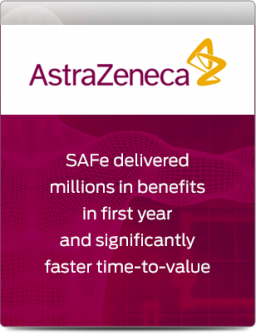 AstraZeneca
SAFe delivered
millions in benefits
in first year
and significantly
faster time-to-value